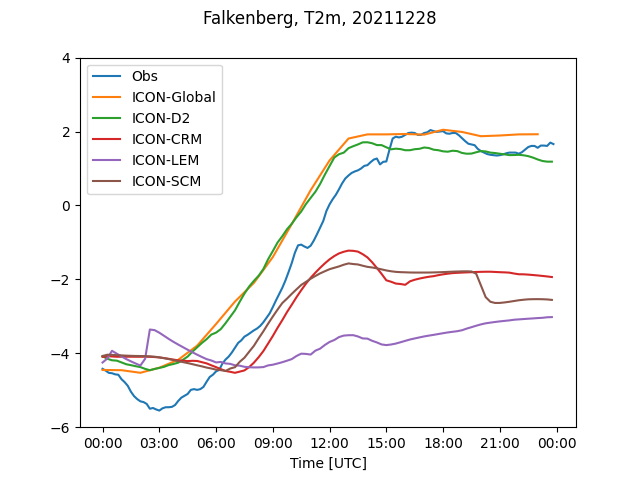 Falkenberg, T2m, 20211228
4
2
0
−2
−4
−6
Obs
ICON-Global
ICON-D2
ICON-CRM
ICON-LEM
ICON-SCM
00:00 03:00 06:00 09:00 12:00 15:00 18:00 21:00 00:00
Time [UTC]